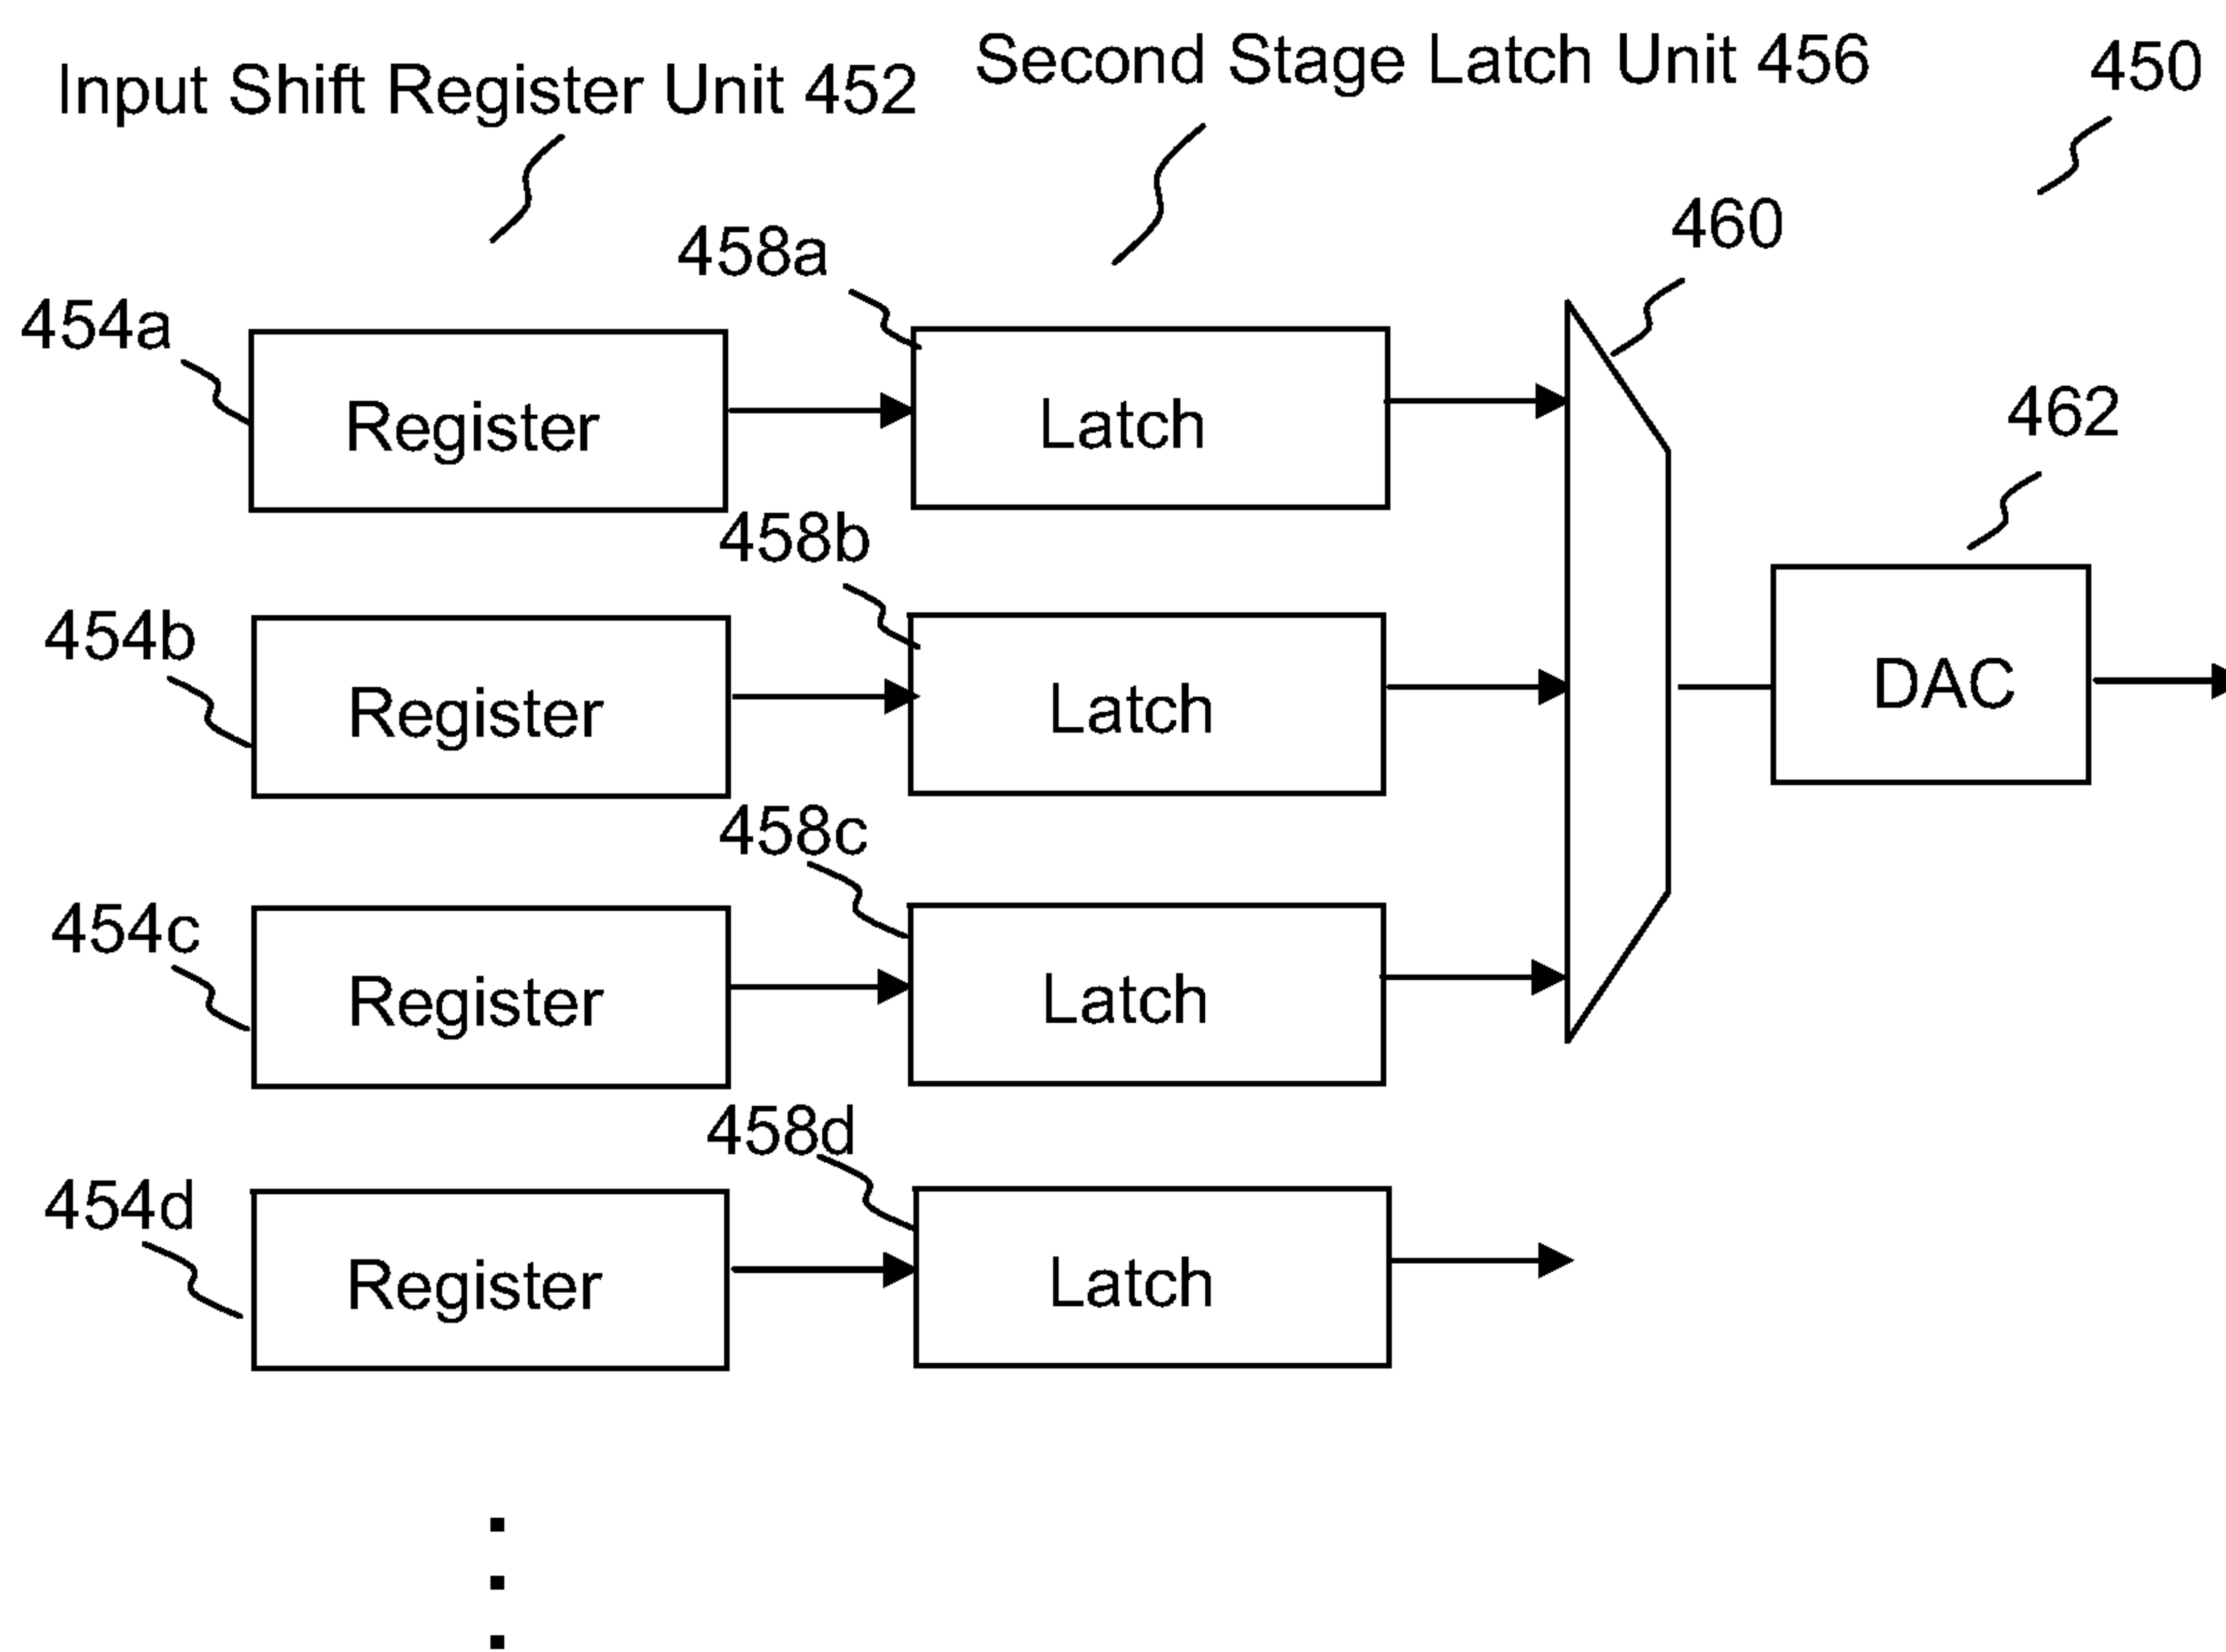 Input Shift Register Unit 452
Second Stage Latch Unit 456
450
460
458a
454a
Register
Latch
462
458b
454b
Register
Latch
DAC
458c
454c
Register
Latch
458d
454d
Register
Latch